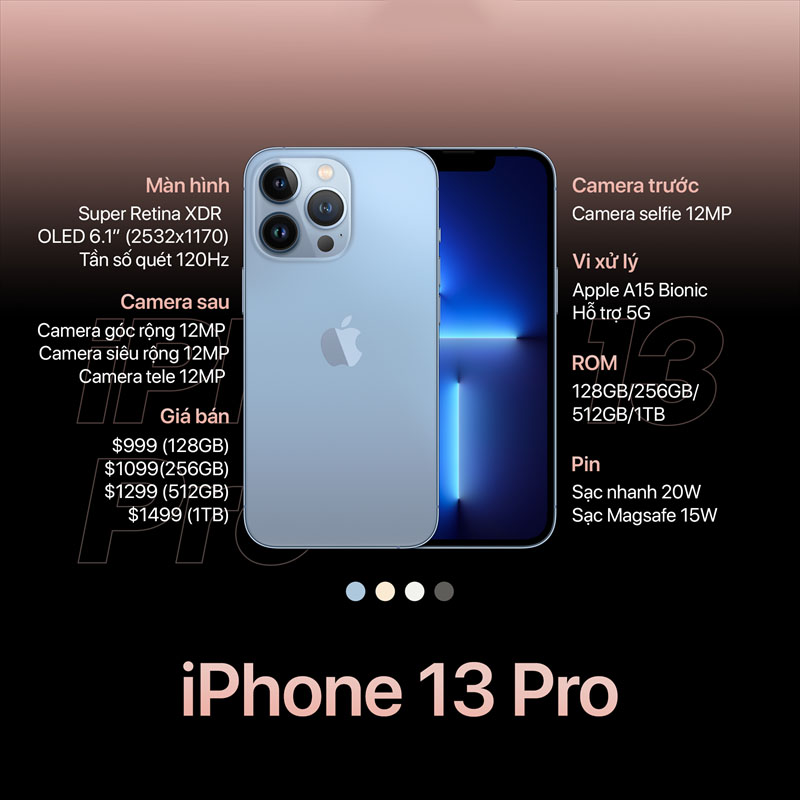 Màn hình
Super Retina XDR
OLED 6.1” (2532x1170)
Tần số quét 120Hz
Camera sau
Camera góc rộng 12MP
Camera siêu rộng 12MP
Camera tele 12MP
Giá bán
$999 (128GB)
$1099(256GB)
$1299 (512GB)
$1499 (1TB)
Camera trước
Camera selfie 12MP
Vi xử lý
Apple A15 Bionic
Hỗ trợ 5G
ROM
128GB/256GB/
512GB/1TB
Pin
Sạc nhanh 20W
Sạc Magsafe 15W
iPhone 13 Pro